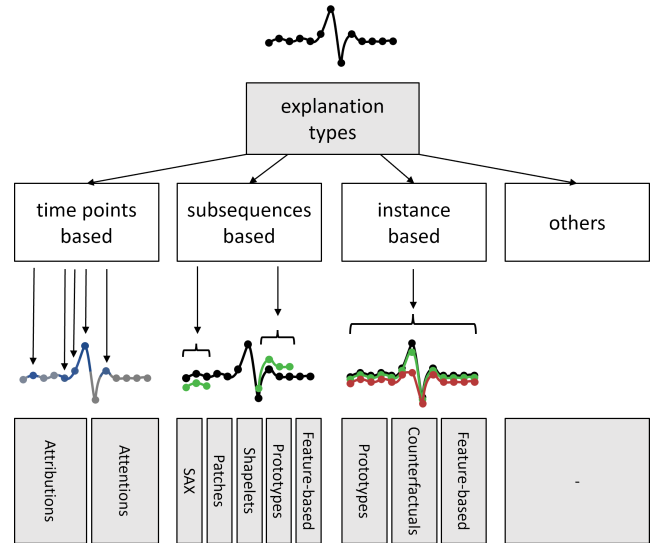 explanation
types
time points
based
subsequences
based
instance
based
others
Attributions
Attentions
SAX
Patches
Shapelets
Prototypes
Feature-based
Prototypes
Counterfactuals
Feature-based
-